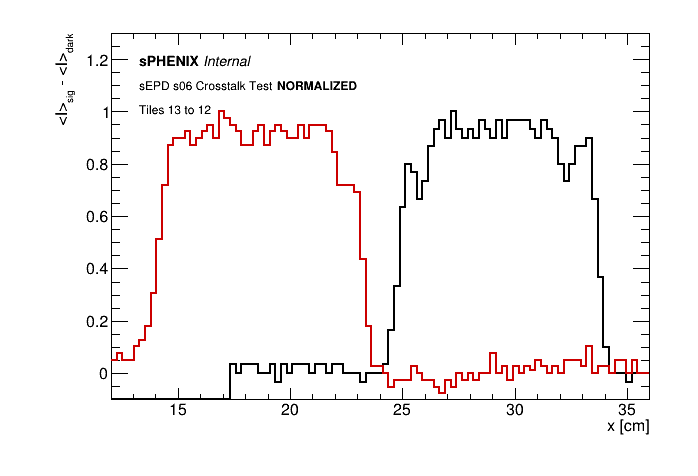 <I>sig - <I>dark
1.2
sPHENIX Internal
sEPD s06 Crosstalk Test NORMALIZED
Tiles 13 to 12
1
0.8
0.6
0.4
0.2
0
15 20 25 30 35
x [cm]